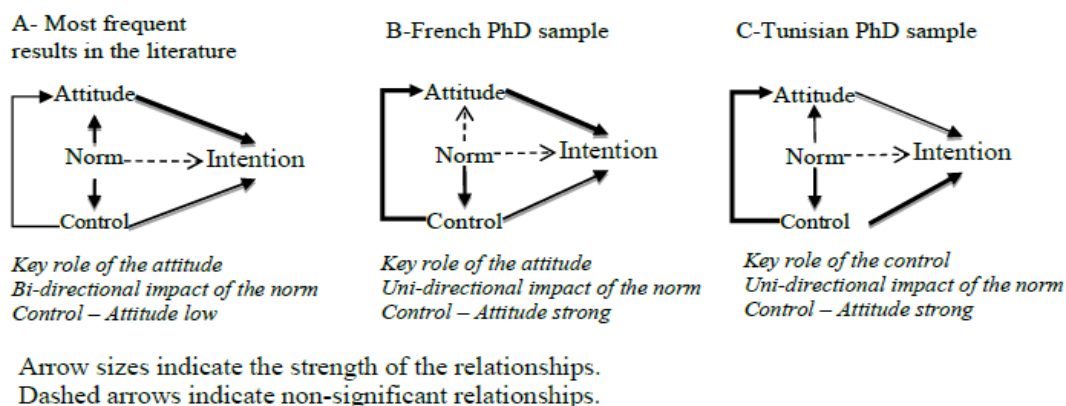 A- Most frequent
results in the literature
Attitude
Norm
Intention
Control
Key role of the attitude
Bi-directional impact of the norm
Control – Attitude low
B-French PhD sample
Attitude
Norm
Intention
Control
Key role of the attitude
Uni-directional impact of the norm
Control – Attitude strong
C-Tunisian PhD sample
Attitude
Norm
Intention
Control
Key role of the control
Uni-directional impact of the norm
Control – Attitude strong
Arrow sizes indicate the strength of the relationships.
Dashed arrows indicate non-significant relationships.